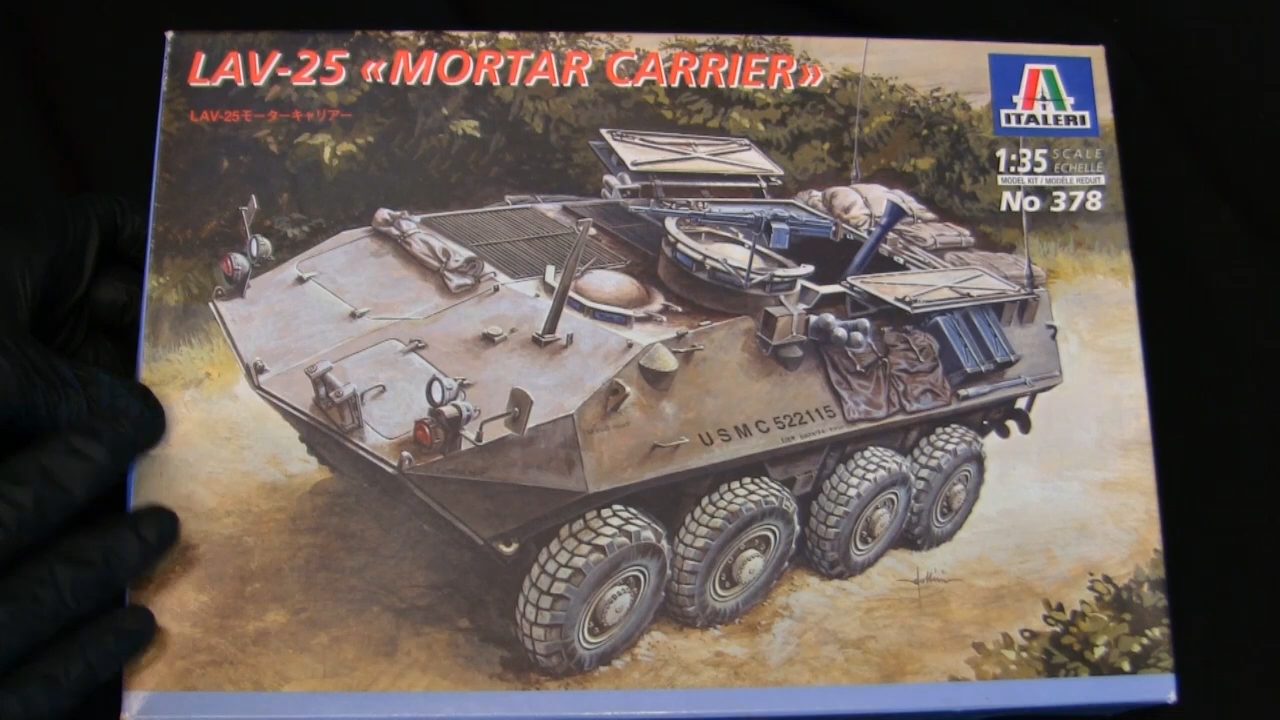 LAV-25 «MORTAR CARRIER»
LAV-25モーターキャリアー
ITALERI
1:35 SCALE
ECHELLE
MODEL KIT / MODÈLE REDUIT
No 378
USMC 522115